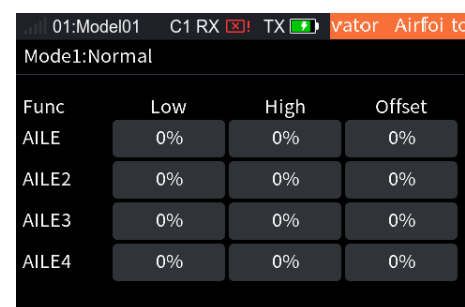 01:Model01 C1 RX ! TX vator Airfoi to
Mode1:Normal
Func Low High Offset
AILE 0% 0% 0%
AILE2 0% 0% 0%
AILE3 0% 0% 0%
AILE4 0% 0% 0%